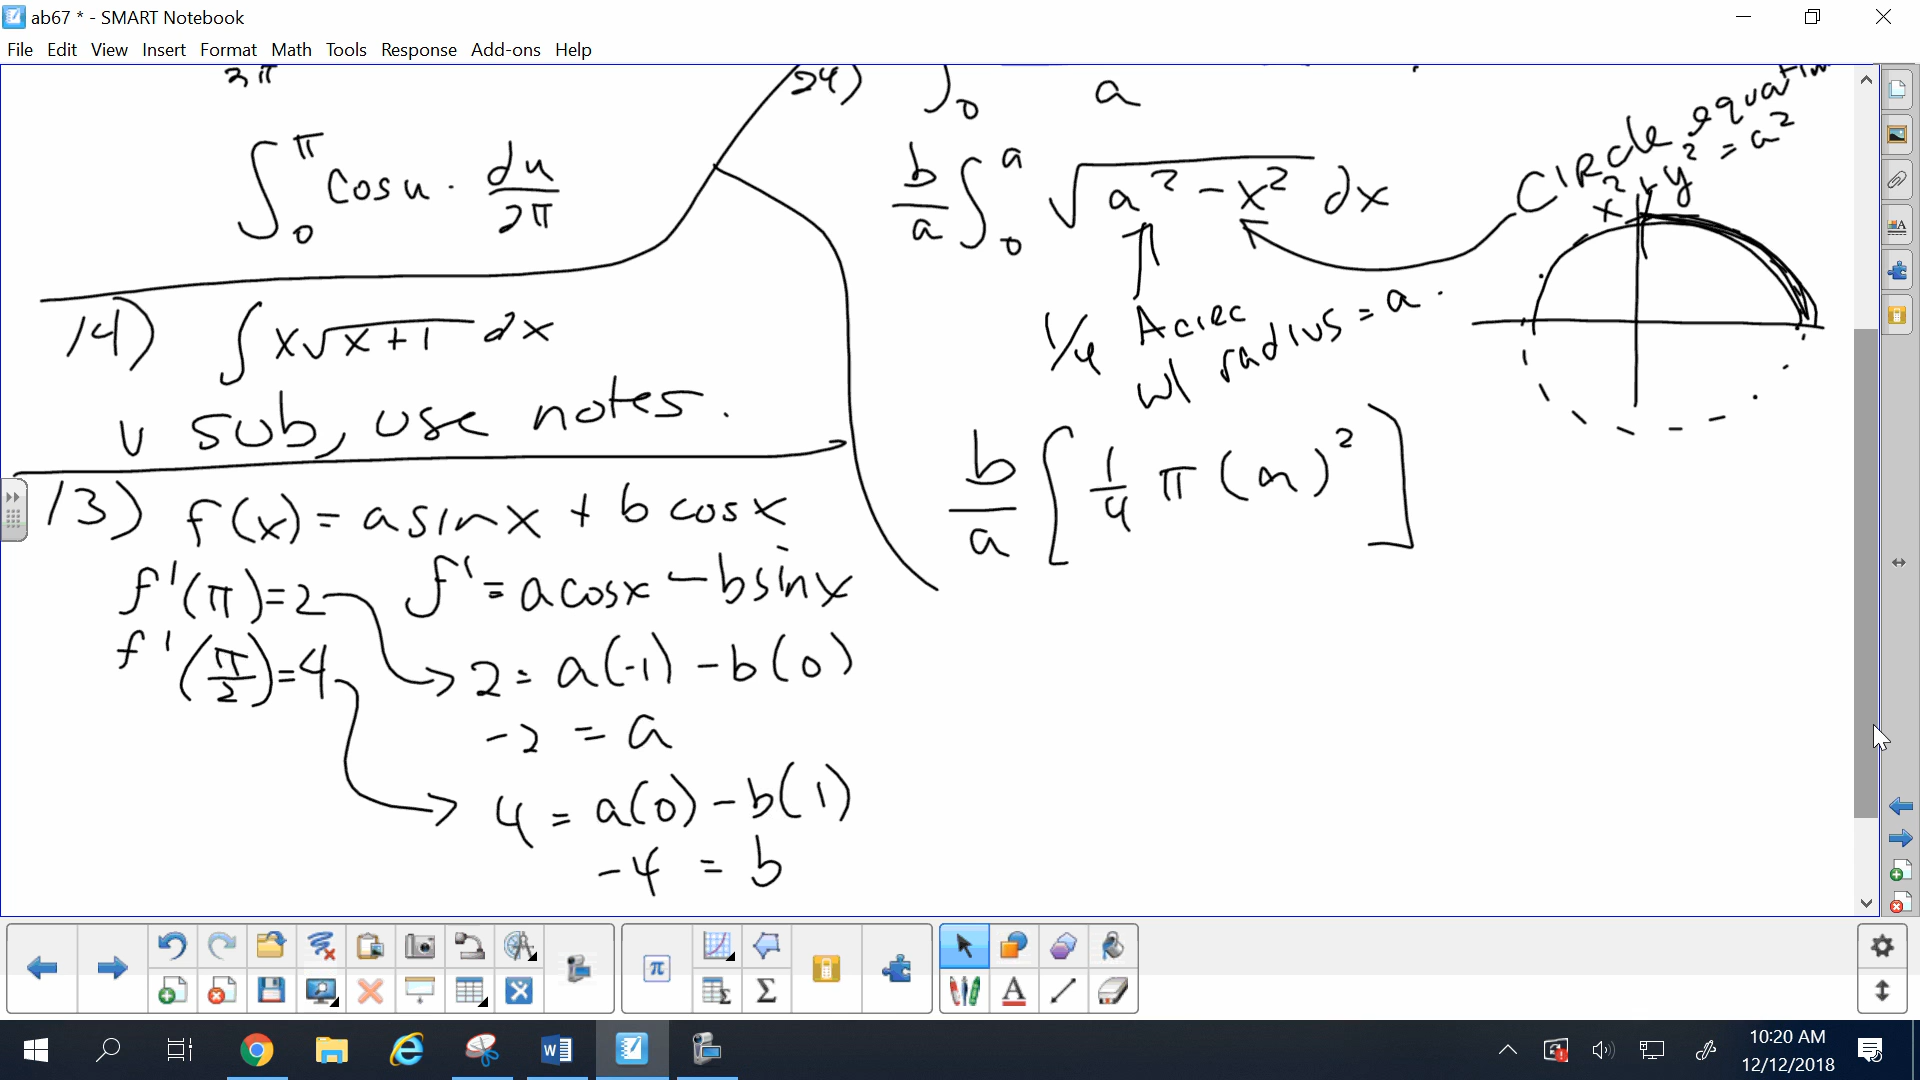 ab67 * - SMART Notebook
File Edit View Insert Format Math Tools Response Add-ons Help
2π
∫₀^π cos u · du/2π
14) ∫ x√(x+1) dx
u sub, use notes.
13) f(x) = a sin x + b cos x
f'(π) = 2 f' = a cos x - b sin x
f'(π/2) = 4 2 = a(-1) - b(0)
-2 = a
4 = a(0) - b(1)
-4 = b
24) ∫₀ a
b/a ∫₀^a √(a² - x²) dx
CIRCle equation
x² + y² = a²
1/4 Acirc
w/ radius = a.
b/a [1/4 π (a)²]
10:20 AM
12/12/2018